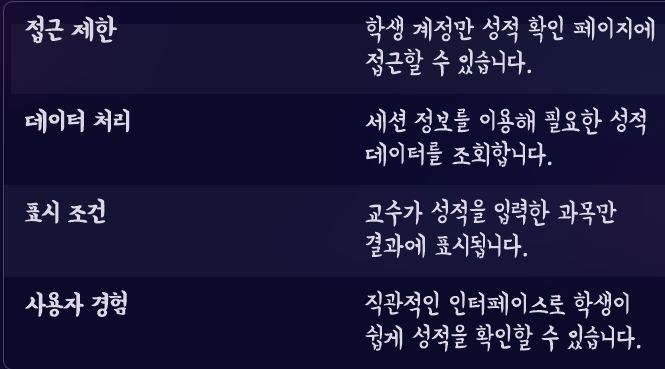 접근 제한
학생 계정만 성적 확인 페이지에
접근할 수 있습니다.
데이터 처리
세션 정보를 이용해 필요한 성적
데이터를 조회합니다.
표시 조건
교수가 성적을 입력한 과목만
결과에 표시됩니다.
사용자 경험
직관적인 인터페이스로 학생이
쉽게 성적을 확인할 수 있습니다.